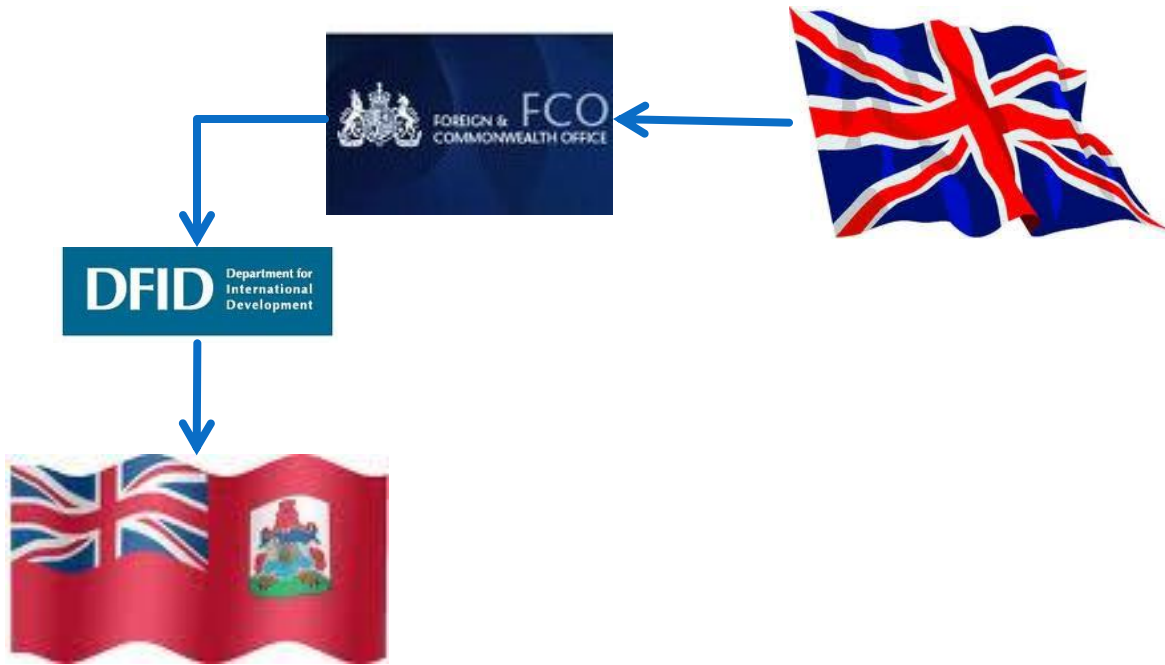 FOREIGN & FCO
COMMONWEALTH OFFICE
DFID Department for
International
Development